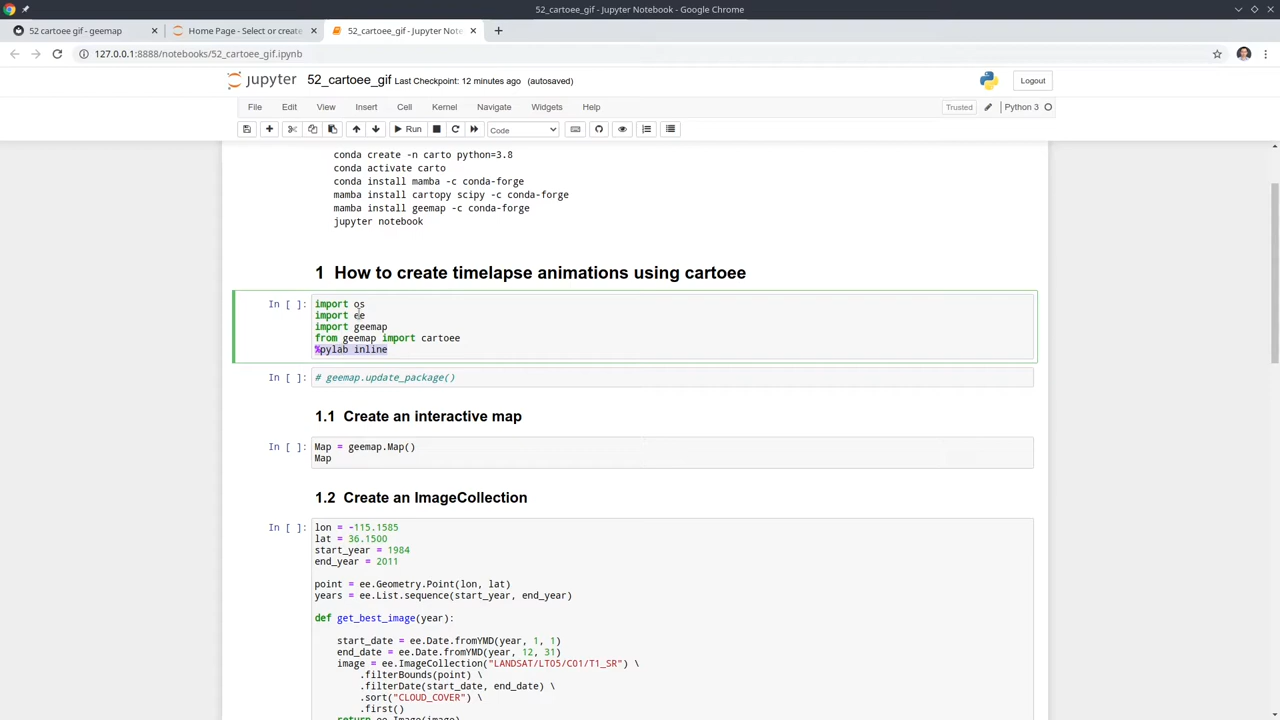 52_cartoee_gif - Jupyter Notebook - Google Chrome
52 cartoee gif - geemap
Home Page - Select or create
52_cartoee_gif - Jupyter Note
127.0.0.1:8888/notebooks/52_cartoee_gif.ipynb
jupyter 52_cartoee_gif Last Checkpoint: 12 minutes ago (autosaved)
Logout
File Edit View Insert Cell Kernel Navigate Widgets Help
Trusted Python 3
Run Code
conda create -n carto python=3.8
conda activate carto
conda install mamba -c conda-forge
mamba install cartopy scipy -c conda-forge
mamba install geemap -c conda-forge
jupyter notebook
1 How to create timelapse animations using cartoee
In [ ]: import os
import ee
import geemap
from geemap import cartoee
%pylab inline
In [ ]: # geemap.update_package()
1.1 Create an interactive map
In [ ]: Map = geemap.Map()
Map
1.2 Create an ImageCollection
In [ ]: lon = -115.1585
lat = 36.1500
start_year = 1984
end_year = 2011
point = ee.Geometry.Point(lon, lat)
years = ee.List.sequence(start_year, end_year)
def get_best_image(year):
start_date = ee.Date.fromYMD(year, 1, 1)
end_date = ee.Date.fromYMD(year, 12, 31)
image = ee.ImageCollection("LANDSAT/LT05/C01/T1_SR") \
.filterBounds(point) \
.filterDate(start_date, end_date) \
.sort("CLOUD_COVER") \
.first()
return ee.Image(image)